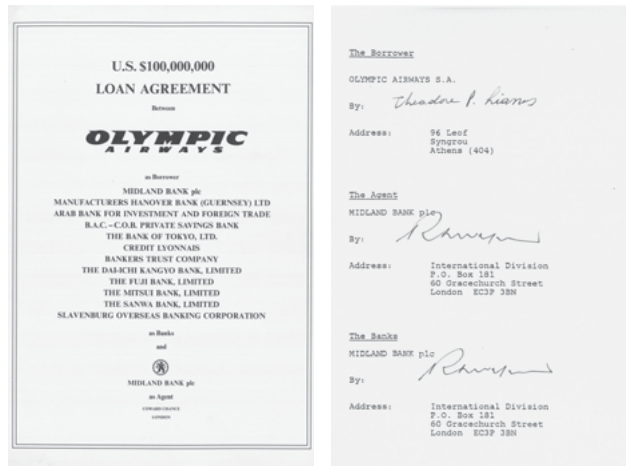 U.S. $100,000,000
LOAN AGREEMENT
Between
OLYMPIC
AIRWAYS
as Borrower
MIDLAND BANK plc
MANUFACTURERS HANOVER BANK (GUERNSEY) LTD
ARAB BANK FOR INVESTMENT AND FOREIGN TRADE
B.A.C.–C.O.B. PRIVATE SAVINGS BANK
THE BANK OF TOKYO, LTD.
CREDIT LYONNAIS
BANKERS TRUST COMPANY
THE DAI-ICHI KANGYO BANK, LIMITED
THE FUJI BANK, LIMITED
THE MITSUI BANK, LIMITED
THE SANWA BANK, LIMITED
SLAVENBURG OVERSEAS BANKING CORPORATION
as Banks
and
MIDLAND BANK plc
as Agent
COWARD CHANCE
LONDON
The Borrower
OLYMPIC AIRWAYS S.A.
By: Theodore P. Lianos
Address: 96 Leof
Syngrou
Athens (404)
The Agent
MIDLAND BANK plc
By:
Address: International Division
P.O. Box 181
60 Gracechurch Street
London EC3P 3BN
The Banks
MIDLAND BANK plc
By:
Address: International Division
P.O. Box 181
60 Gracechurch Street
London EC3P 3BN